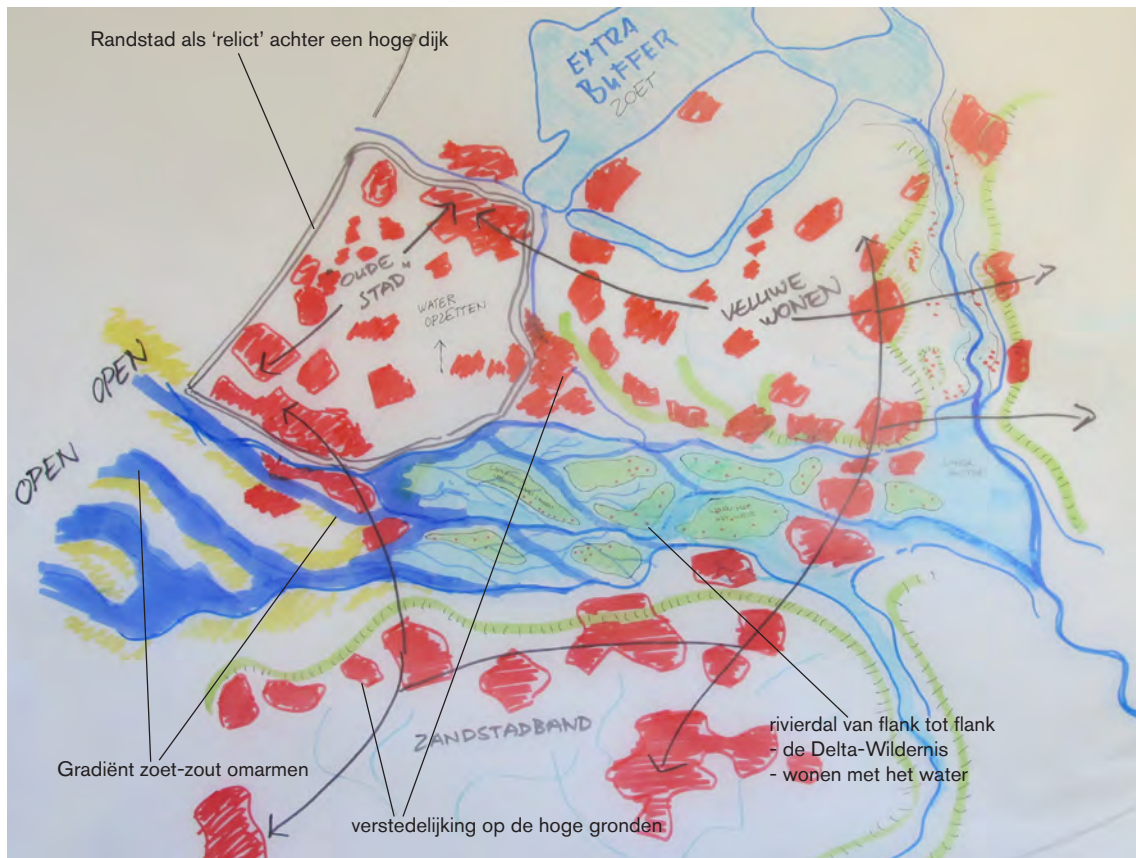 Randstad als ‘relict’ achter een hoge dijk
EXTRA
BUFFER
ZOET
"OUDE
STAD"
WATER
OPZETTEN
VELUWE
WONEN
OPEN
OPEN
ZANDSTADBAND
rivierdal van flank tot flank
- de Delta-Wildernis
- wonen met het water
Gradiënt zoet-zout omarmen
verstedelijking op de hoge gronden